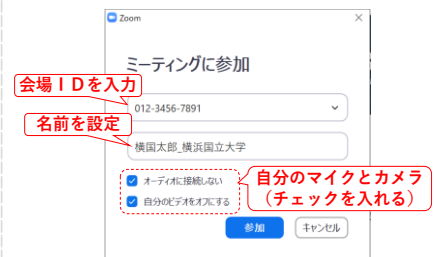 Zoom
ミーティングに参加
会場ＩＤを入力
012-3456-7891
名前を設定
横国太郎_横浜国立大学
オーディオに接続しない
自分のビデオをオフにする
自分のマイクとカメラ
（チェックを入れる）
参加
キャンセル